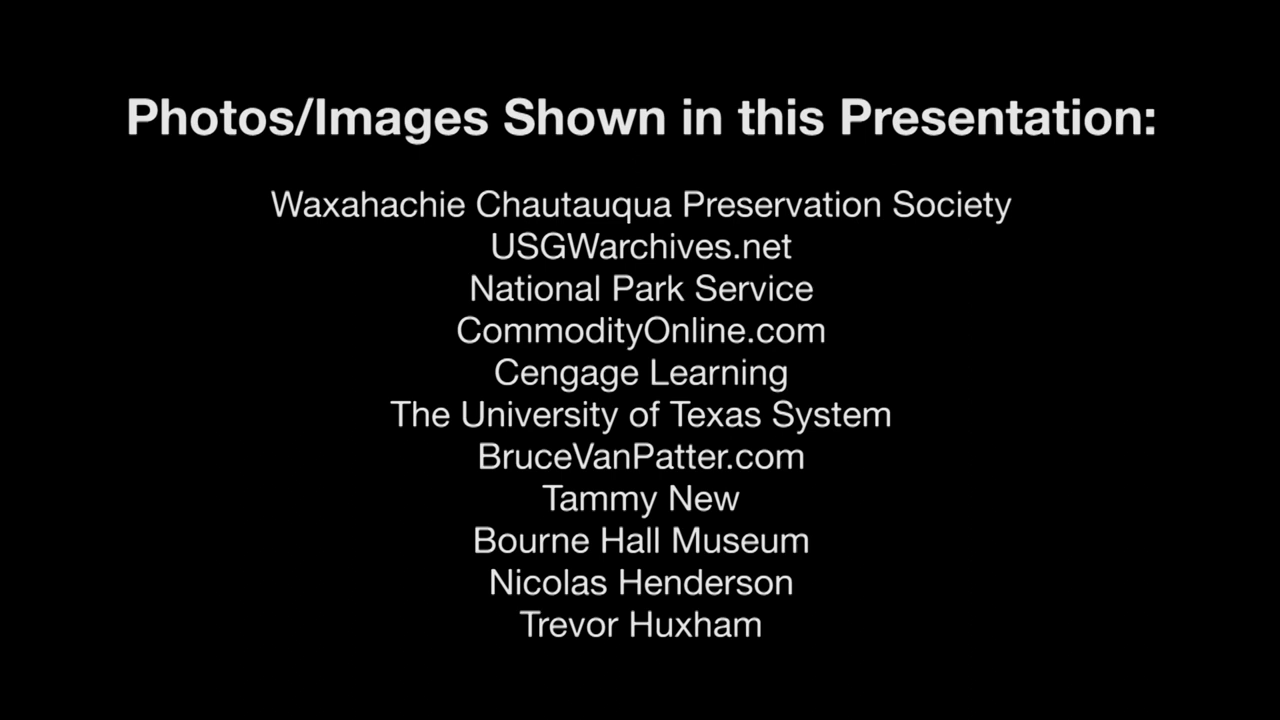 Photos/Images Shown in this Presentation:
Waxahachie Chautauqua Preservation Society
USGWarchives.net
National Park Service
CommodityOnline.com
Cengage Learning
The University of Texas System
BruceVanPatter.com
Tammy New
Bourne Hall Museum
Nicolas Henderson
Trevor Huxham